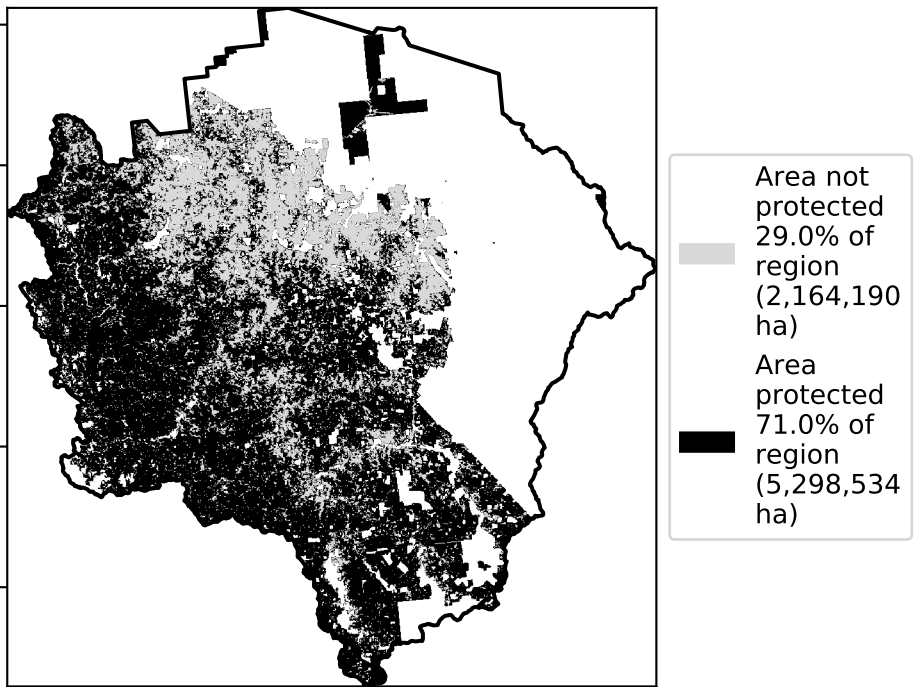 Area not
protected
29.0% of
region
(2,164,190
ha)
Area
protected
71.0% of
region
(5,298,534
ha)